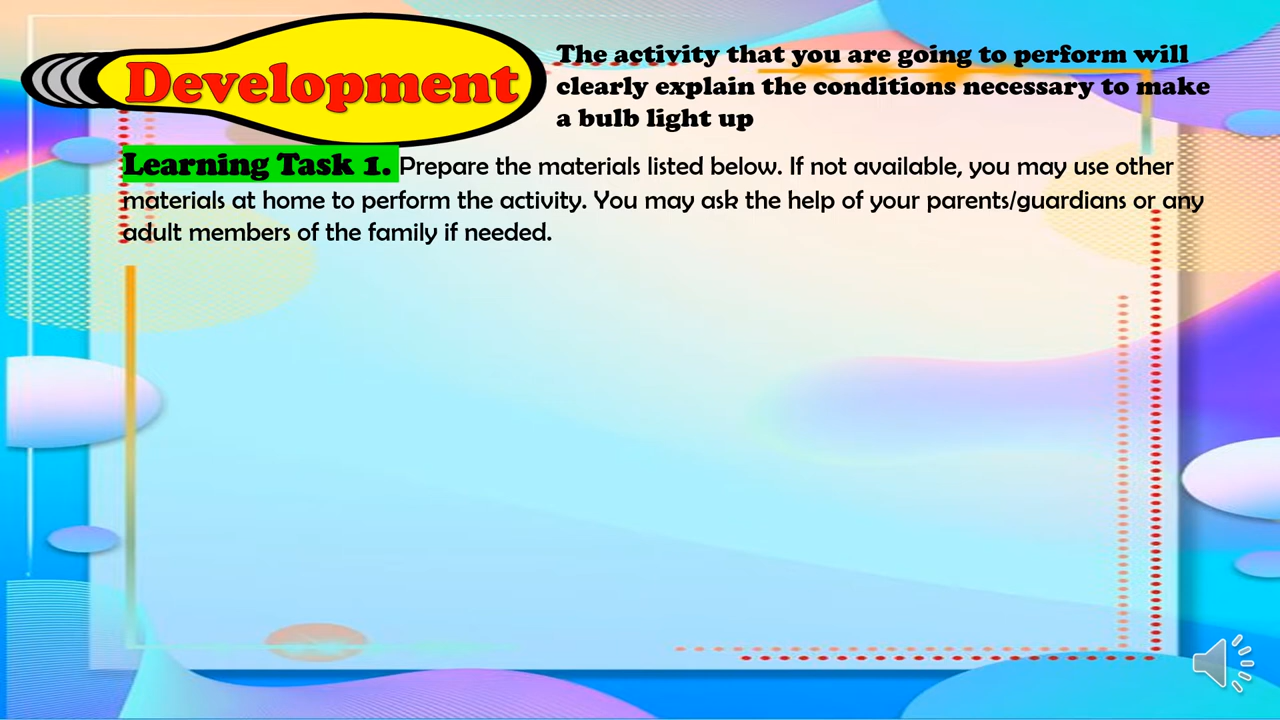 Development
The activity that you are going to perform will
clearly explain the conditions necessary to make
a bulb light up
Learning Task 1. Prepare the materials listed below. If not available, you may use other
materials at home to perform the activity. You may ask the help of your parents/guardians or any
adult members of the family if needed.